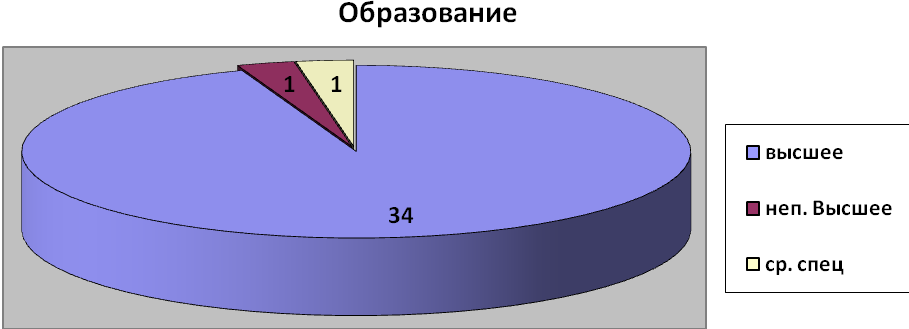 Образование
1
1
34
высшее
неп. Высшее
ср. спец